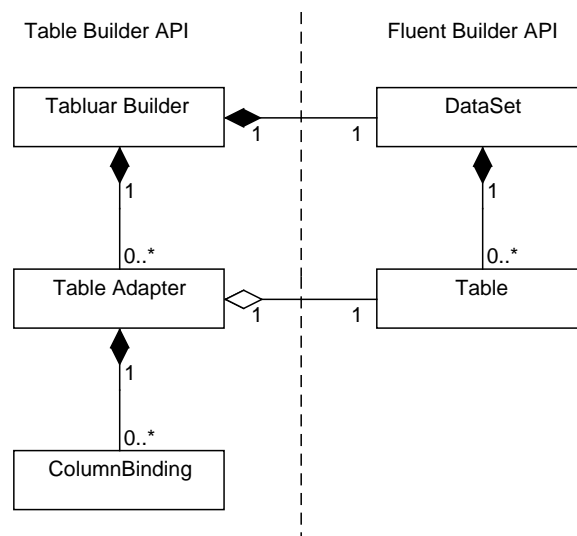 Table Builder API
Fluent Builder API
Tabluar Builder
DataSet
1
1
1
1
0..*
0..*
Table Adapter
Table
1
1
1
0..*
ColumnBinding